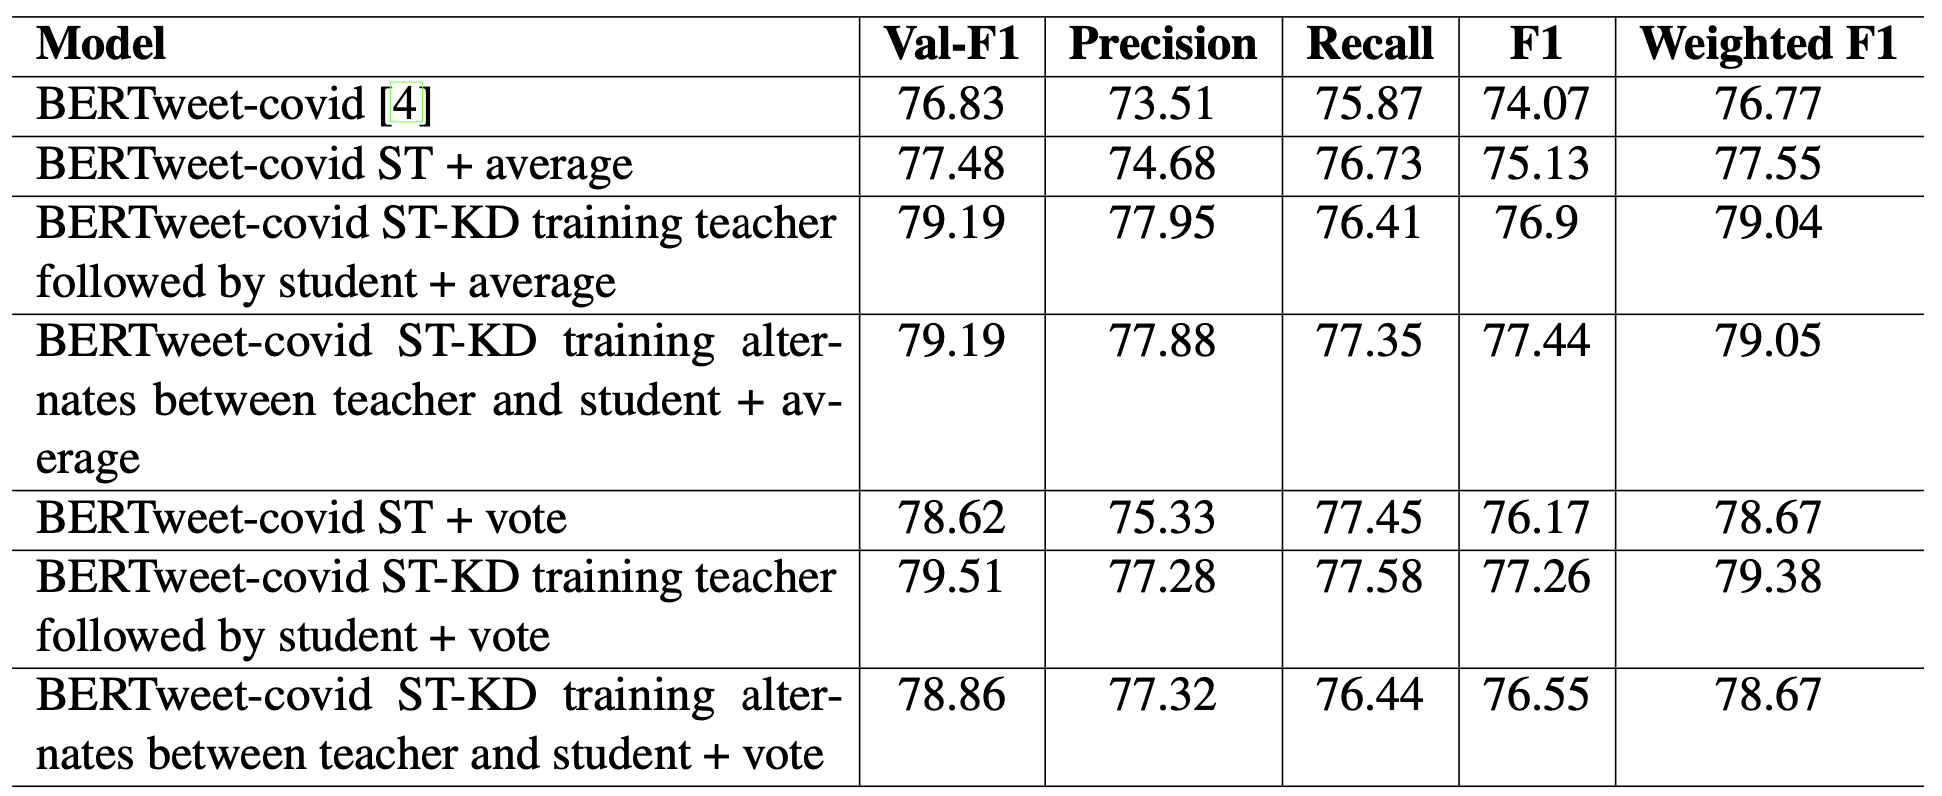 Model Val-F1 Precision Recall F1 Weighted F1
BERTweet-covid [4] 76.83 73.51 75.87 74.07 76.77
BERTweet-covid ST + average 77.48 74.68 76.73 75.13 77.55
BERTweet-covid ST-KD training teacher 79.19 77.95 76.41 76.9 79.04
followed by student + average
BERTweet-covid ST-KD training alter- 79.19 77.88 77.35 77.44 79.05
nates between teacher and student + av-
erage
BERTweet-covid ST + vote 78.62 75.33 77.45 76.17 78.67
BERTweet-covid ST-KD training teacher 79.51 77.28 77.58 77.26 79.38
followed by student + vote
BERTweet-covid ST-KD training alter- 78.86 77.32 76.44 76.55 78.67
nates between teacher and student + vote